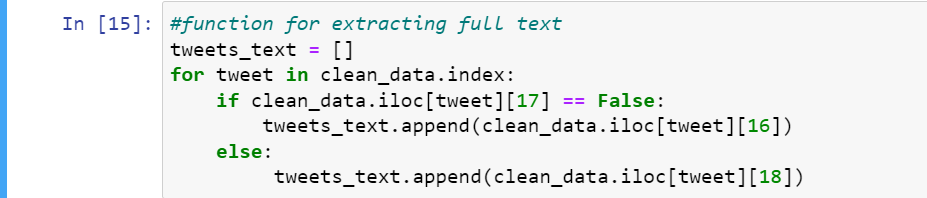 In [15]: #function for extracting full text
tweets_text = []
for tweet in clean_data.index:
    if clean_data.iloc[tweet][17] == False:
        tweets_text.append(clean_data.iloc[tweet][16])
    else:
         tweets_text.append(clean_data.iloc[tweet][18])